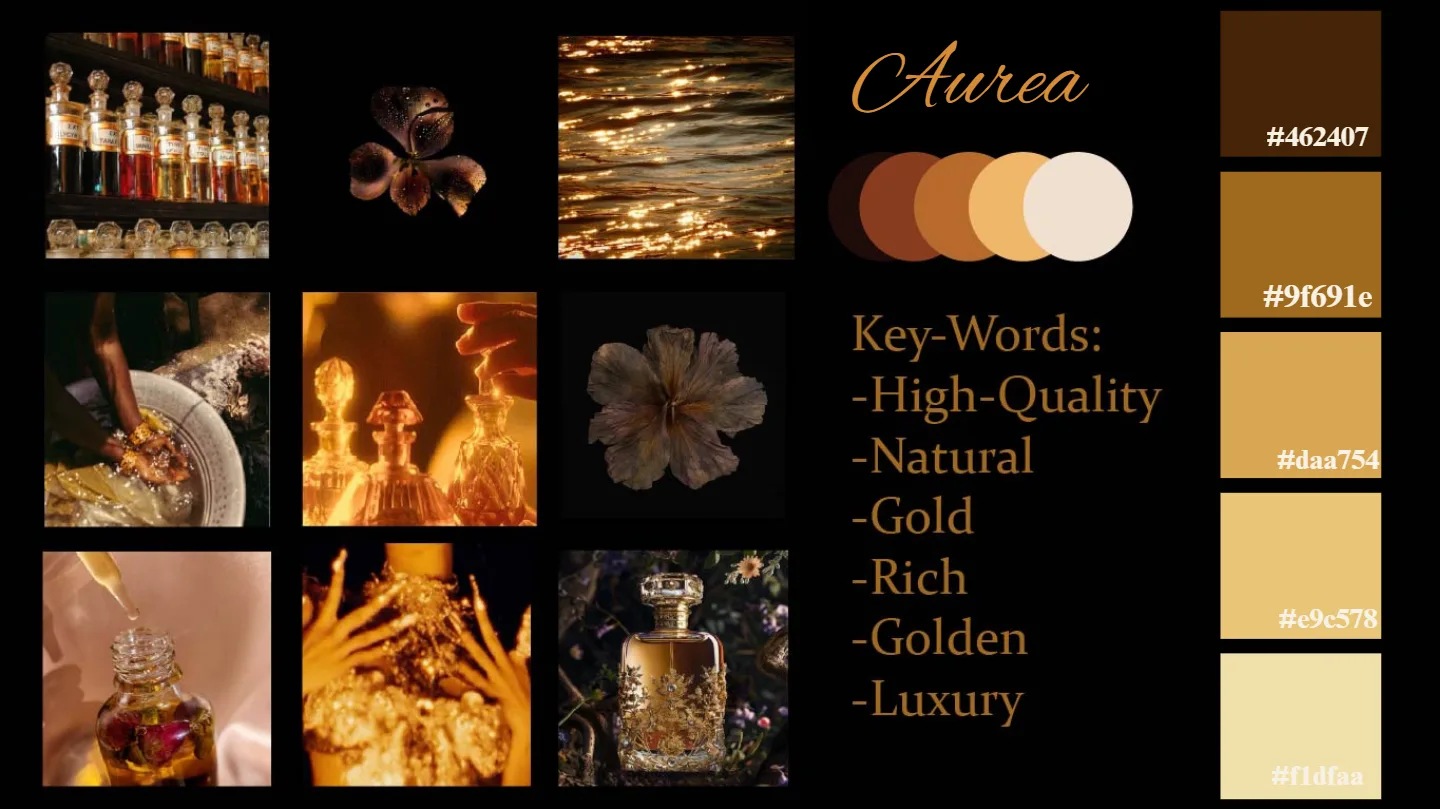 Aurea
Key-Words:
-High-Quality
-Natural
-Gold
-Rich
-Golden
-Luxury
#462407
#9f691e
#daa754
#e9c578
#f1dfaa